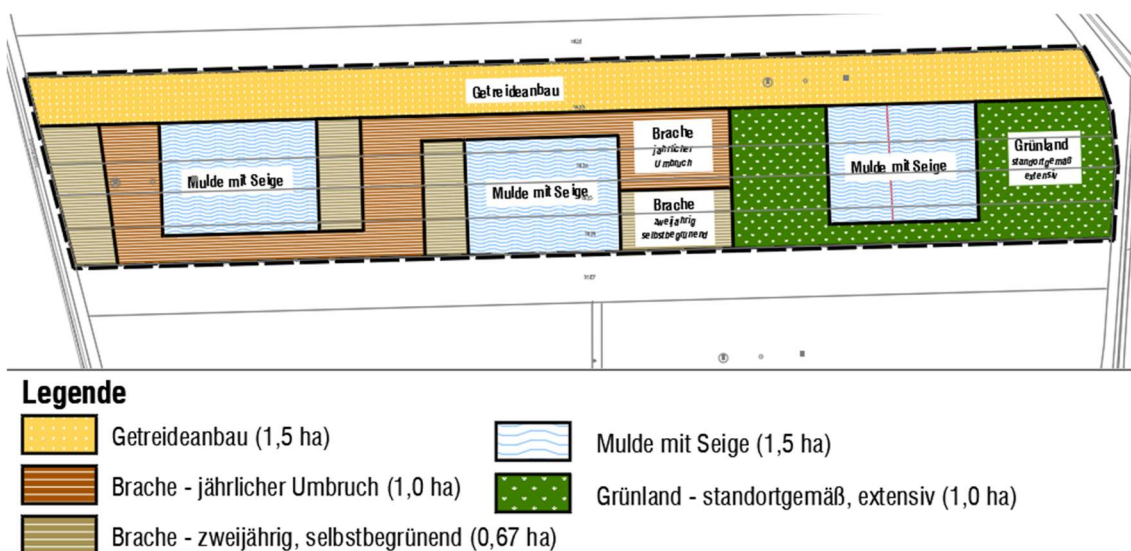 Getreideanbau
Brache
jährlicher
Umbruch
Grünland
standortgemäß
extensiv
Mulde mit Seige
Mulde mit Seige
Mulde mit Seige
Brache
zweijährig
selbstbegrünend
Legende
Getreideanbau (1,5 ha)
Brache - jährlicher Umbruch (1,0 ha)
Brache - zweijährig, selbstbegrünend (0,67 ha)
Mulde mit Seige (1,5 ha)
Grünland - standortgemäß, extensiv (1,0 ha)